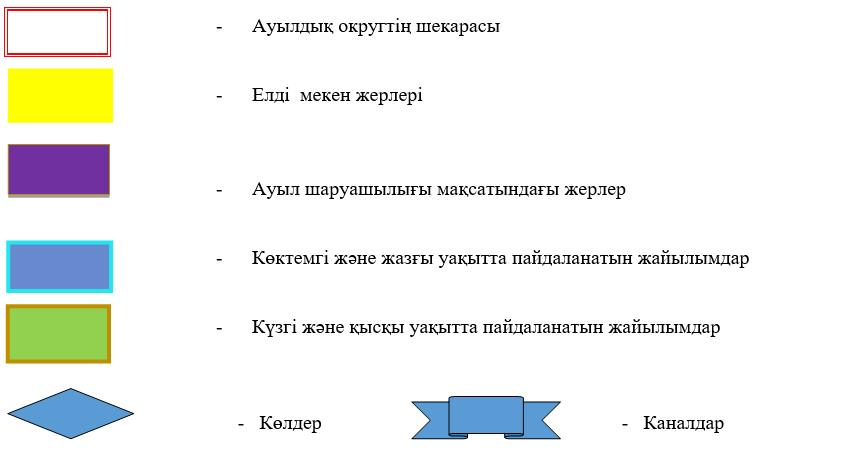 - Ауылдық округтің шекарасы
- Елді мекен жерлері
- Ауыл шаруашылығы мақсатындағы жерлер
- Көктемгі және жазғы уақытта пайдаланатын жайылымдар
- Күзгі және қысқы уақытта пайдаланатын жайылымдар
- Көлдер - Каналдар